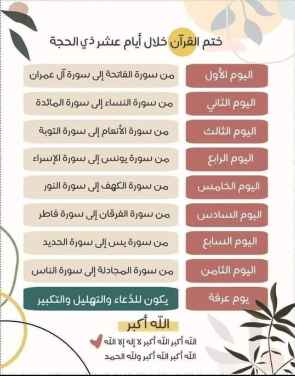 ختم القرآن خلال أيام عشر ذي الحجة
اليوم الأول من سورة الفاتحة إلى سورة آل عمران
اليوم الثاني من سورة النساء إلى سورة المائدة
اليوم الثالث من سورة الأنعام إلى سورة التوبة
اليوم الرابع من سورة يونس إلى سورة الإسراء
اليوم الخامس من سورة الكهف إلى سورة النور
اليوم السادس من سورة الفرقان إلى سورة فاطر
اليوم السابع من سورة يس إلى سورة الحديد
اليوم الثامن من سورة المجادلة إلى سورة الناس
يوم عرفة يكون للدعاء والتهليل والتكبير
الله أكبر
الله أكبر الله أكبر لا إله إلا الله
الله أكبر الله أكبر ولله الحمد